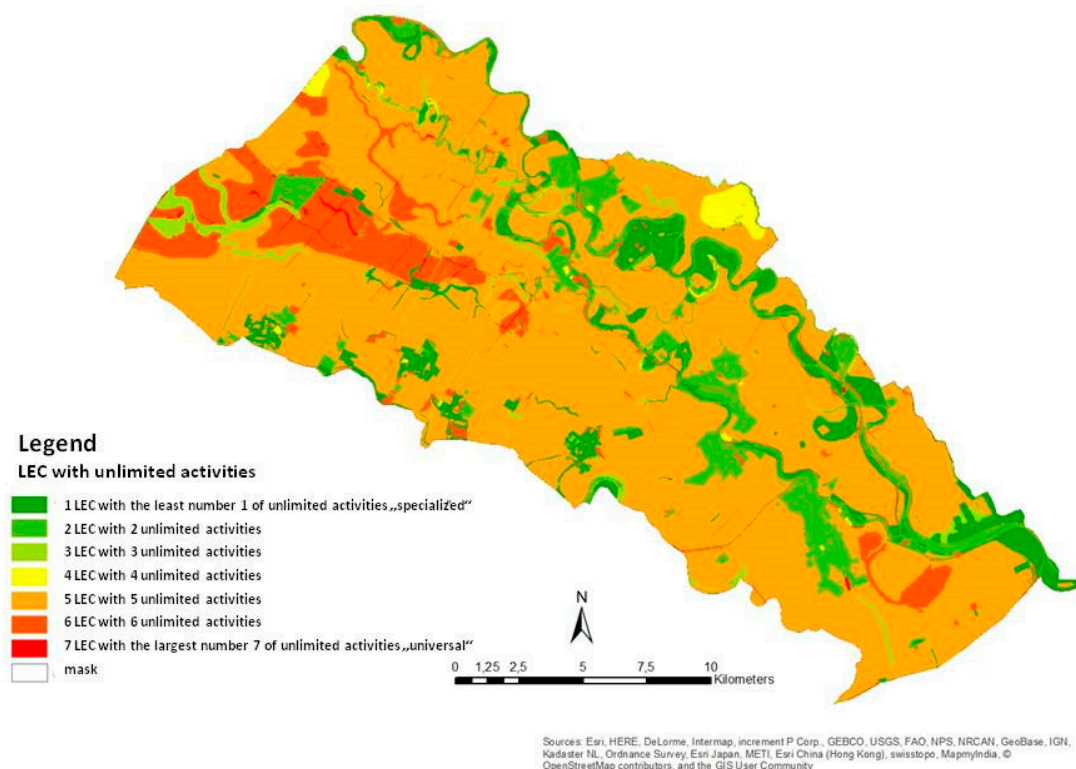 Legend
LEC with unlimited activities
1 LEC with the least number 1 of unlimited activities „specialized“
2 LEC with 2 unlimited activities
3 LEC with 3 unlimited activities
4 LEC with 4 unlimited activities
5 LEC with 5 unlimited activities
6 LEC with 6 unlimited activities
7 LEC with the largest number 7 of unlimited activities „universal“
mask
N
0 1,25 2,5 5 7,5 10
Kilometers
Sources: Esri, HERE, DeLorme, Intermap, increment P Corp., GEBCO, USGS, FAO, NPS, NRCAN, GeoBase, IGN,
Kadaster NL, Ordnance Survey, Esri Japan, METI, Esri China (Hong Kong), swisstopo, MapmyIndia, ©
OpenStreetMap contributors, and the GIS User Community